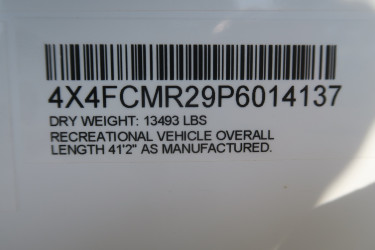 4X4FCMR29P6014137
DRY WEIGHT: 13493 LBS
RECREATIONAL VEHICLE OVERALL
LENGTH 41'2" AS MANUFACTURED.